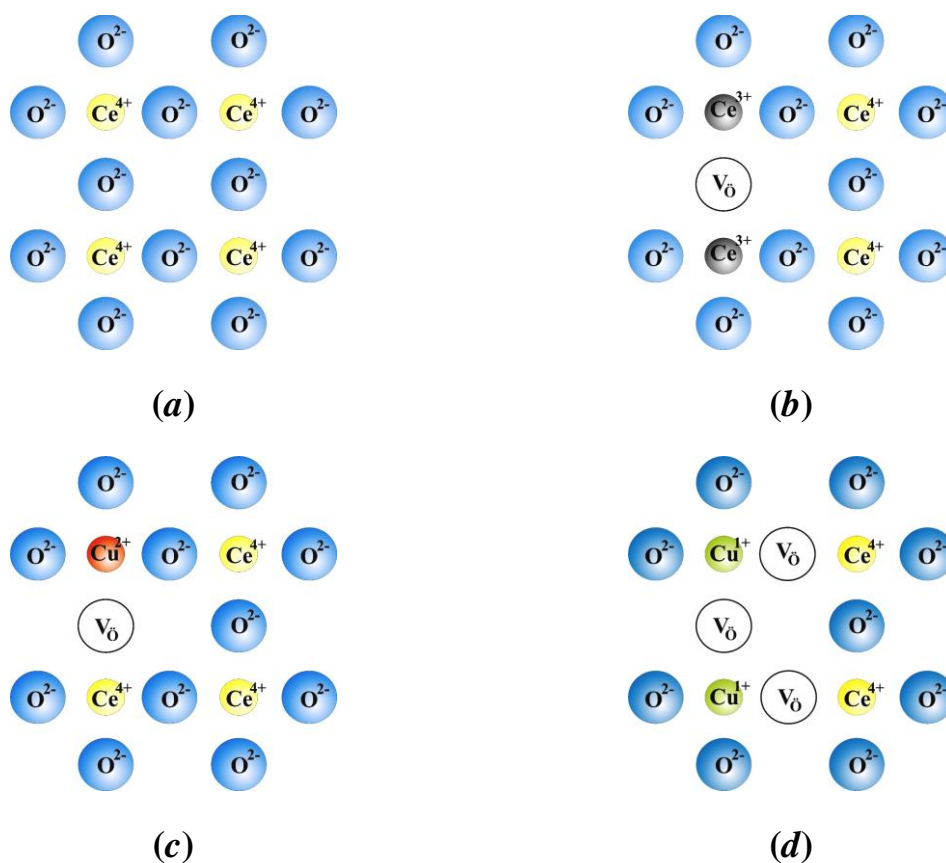 O²⁻ O²⁻
O²⁻ Ce⁴⁺ O²⁻ Ce⁴⁺ O²⁻
O²⁻ O²⁻
O²⁻ Ce⁴⁺ O²⁻ Ce⁴⁺ O²⁻
O²⁻ O²⁻
(a)
O²⁻ O²⁻
O²⁻ Ce³⁺ O²⁻ Ce⁴⁺ O²⁻
VÖ O²⁻
O²⁻ Ce³⁺ O²⁻ Ce⁴⁺ O²⁻
O²⁻ O²⁻
(b)
O²⁻ O²⁻
O²⁻ Cu²⁺ O²⁻ Ce⁴⁺ O²⁻
VÖ O²⁻
O²⁻ Ce⁴⁺ O²⁻ Ce⁴⁺ O²⁻
O²⁻ O²⁻
(c)
O²⁻ O²⁻
O²⁻ Cu¹⁺ VÖ Ce⁴⁺ O²⁻
VÖ O²⁻
O²⁻ Cu¹⁺ VÖ Ce⁴⁺ O²⁻
O²⁻ O²⁻
(d)